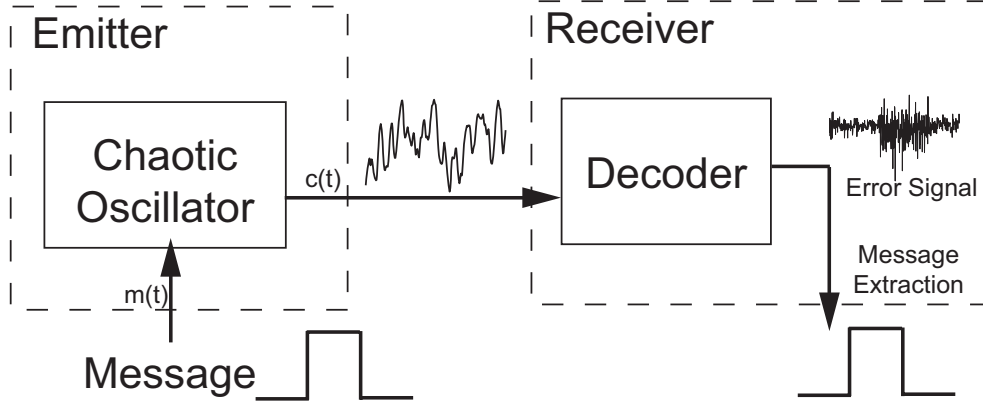 Emitter
Chaotic
Oscillator
m(t)
Message
c(t)
Receiver
Decoder
Error Signal
Message
Extraction